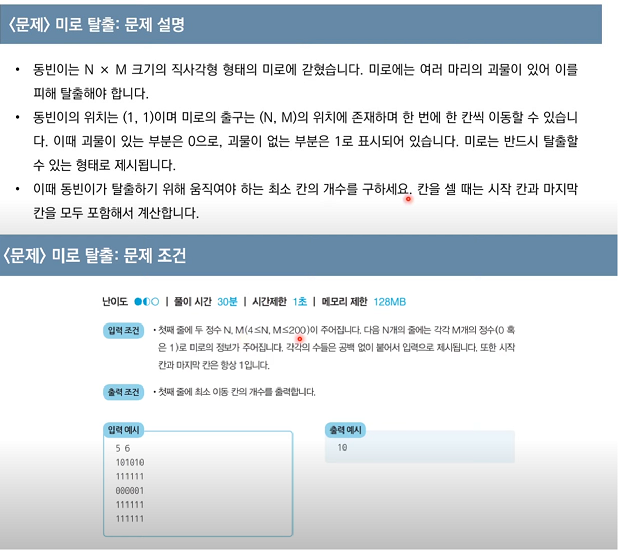 <문제> 미로 탈출: 문제 설명
• 동빈이는 N × M 크기의 직사각형 형태의 미로에 갇혔습니다. 미로에는 여러 마리의 괴물이 있어 이를
피해 탈출해야 합니다.
• 동빈이의 위치는 (1, 1)이며 미로의 출구는 (N, M)의 위치에 존재하며 한 번에 한 칸씩 이동할 수 있습니
다. 이때 괴물이 있는 부분은 0으로, 괴물이 없는 부분은 1로 표시되어 있습니다. 미로는 반드시 탈출할
수 있는 형태로 제시됩니다.
• 이때 동빈이가 탈출하기 위해 움직여야 하는 최소 칸의 개수를 구하세요. 칸을 셀 때는 시작 칸과 마지막
칸을 모두 포함해서 계산합니다.
<문제> 미로 탈출: 문제 조건
난이도 | 풀이 시간 30분 | 시간제한 1초 | 메모리 제한 128MB
입력 조건 • 첫째 줄에 두 정수 N, M(4≤N, M≤200)이 주어집니다. 다음 N개의 줄에는 각각 M개의 정수(0 혹
은 1)로 미로의 정보가 주어집니다. 각각의 수들은 공백 없이 붙어서 입력으로 제시됩니다. 또한 시작
칸과 마지막 칸은 항상 1입니다.
출력 조건 • 첫째 줄에 최소 이동 칸의 개수를 출력합니다.
입력 예시
5 6
101010
111111
000001
111111
111111
출력 예시
10